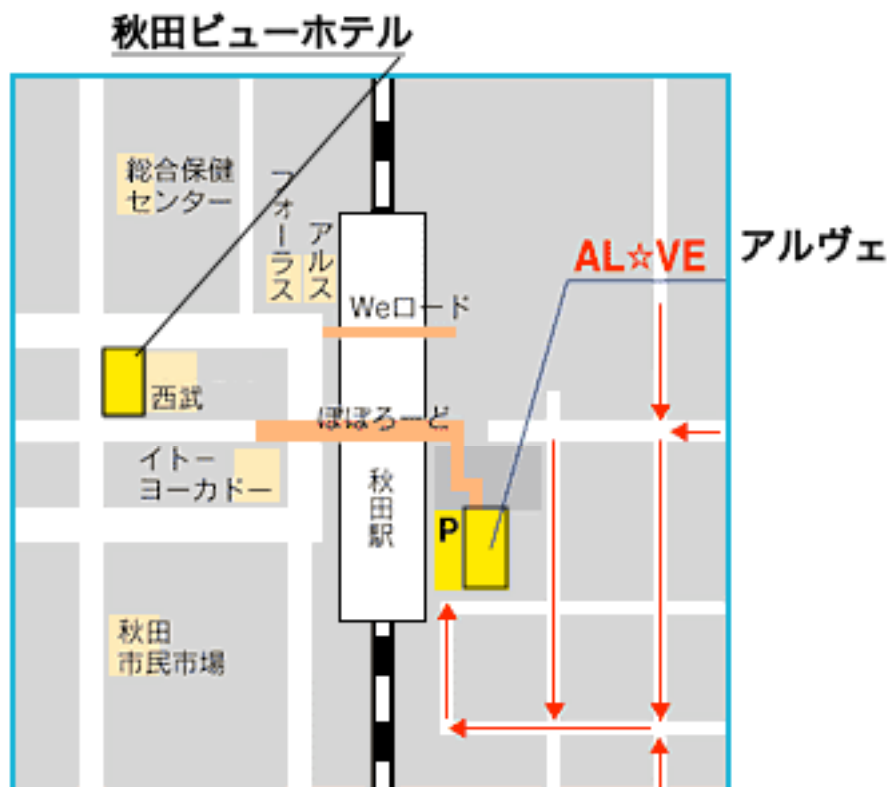 秋田ビューホテル
総合保健
センター
フォーラス
アルス
AL☆VE
アルヴェ
Weロード
西武
ぽぽろーど
イトー
ヨーカドー
秋田駅
P
秋田
市民市場